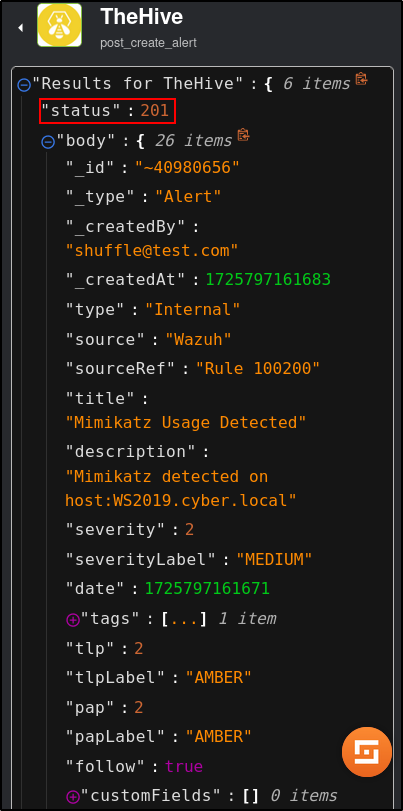 TheHive
post_create_alert
"Results for TheHive" : { 6 items
"status" : 201
"body" : { 26 items
"_id" : "~40980656"
"_type" : "Alert"
"_createdBy" :
"shuffle@test.com"
"_createdAt" : 1725797161683
"type" : "Internal"
"source" : "Wazuh"
"sourceRef" : "Rule 100200"
"title" :
"Mimikatz Usage Detected"
"description" :
"Mimikatz detected on
host:WS2019.cyber.local"
"severity" : 2
"severityLabel" : "MEDIUM"
"date" : 1725797161671
"tags" : [...] 1 item
"tlp" : 2
"tlpLabel" : "AMBER"
"pap" : 2
"papLabel" : "AMBER"
"follow" : true
"customFields" : [] 0 items